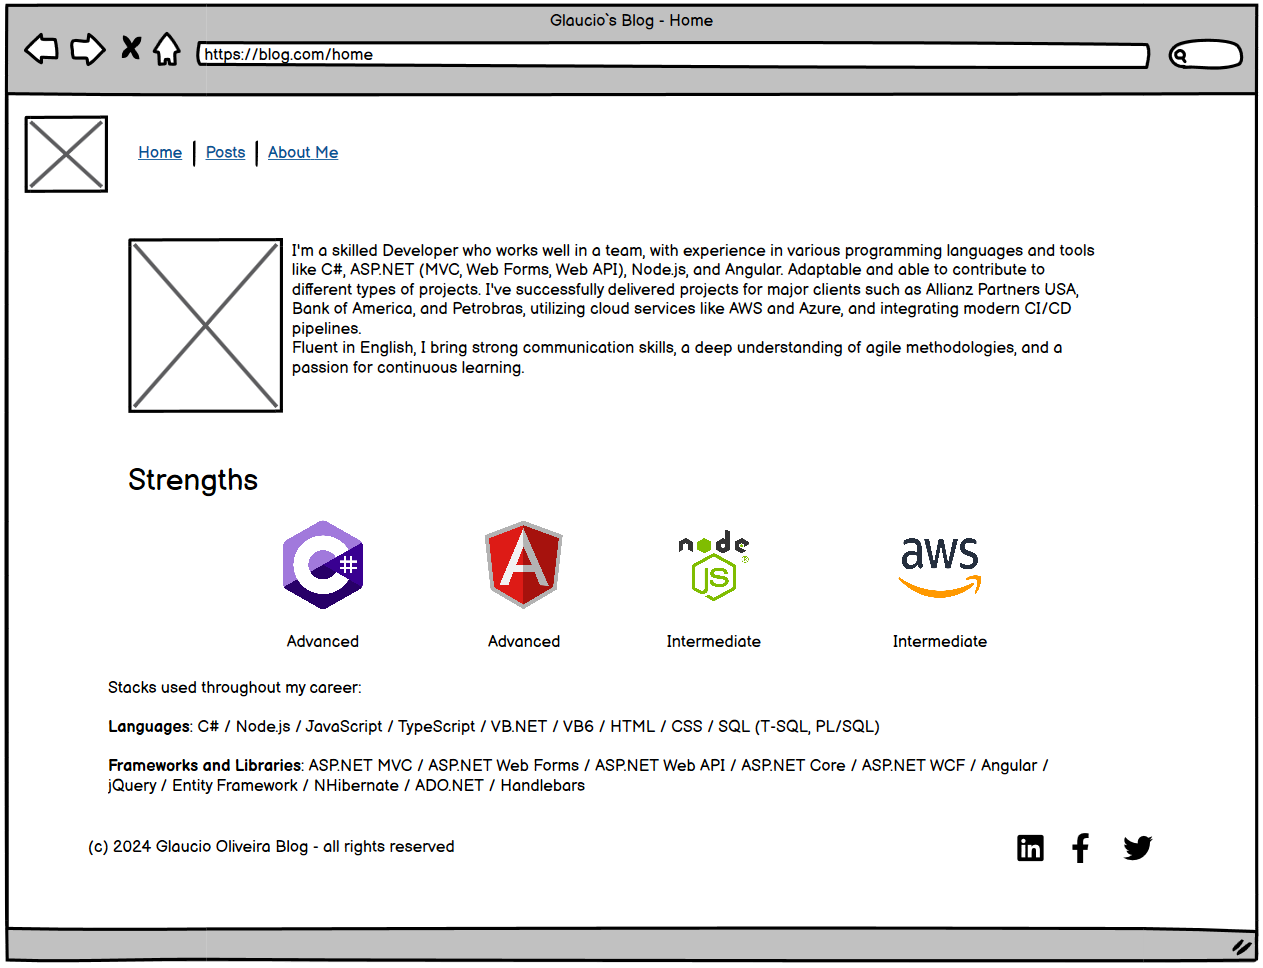 Glaucio`s Blog - Home
https://blog.com/home
Home | Posts | About Me
I'm a skilled Developer who works well in a team, with experience in various programming languages and tools
like C#, ASP.NET (MVC, Web Forms, Web API), Node.js, and Angular. Adaptable and able to contribute to
different types of projects. I've successfully delivered projects for major clients such as Allianz Partners USA,
Bank of America, and Petrobras, utilizing cloud services like AWS and Azure, and integrating modern CI/CD
pipelines.
Fluent in English, I bring strong communication skills, a deep understanding of agile methodologies, and a
passion for continuous learning.
Strengths
C#
A
node
JS ®
aws
Advanced
Advanced
Intermediate
Intermediate
Stacks used throughout my career:
Languages: C# / Node.js / JavaScript / TypeScript / VB.NET / VB6 / HTML / CSS / SQL (T-SQL, PL/SQL)
Frameworks and Libraries: ASP.NET MVC / ASP.NET Web Forms / ASP.NET Web API / ASP.NET Core / ASP.NET WCF / Angular /
jQuery / Entity Framework / NHibernate / ADO.NET / Handlebars
(c) 2024 Glaucio Oliveira Blog - all rights reserved
in